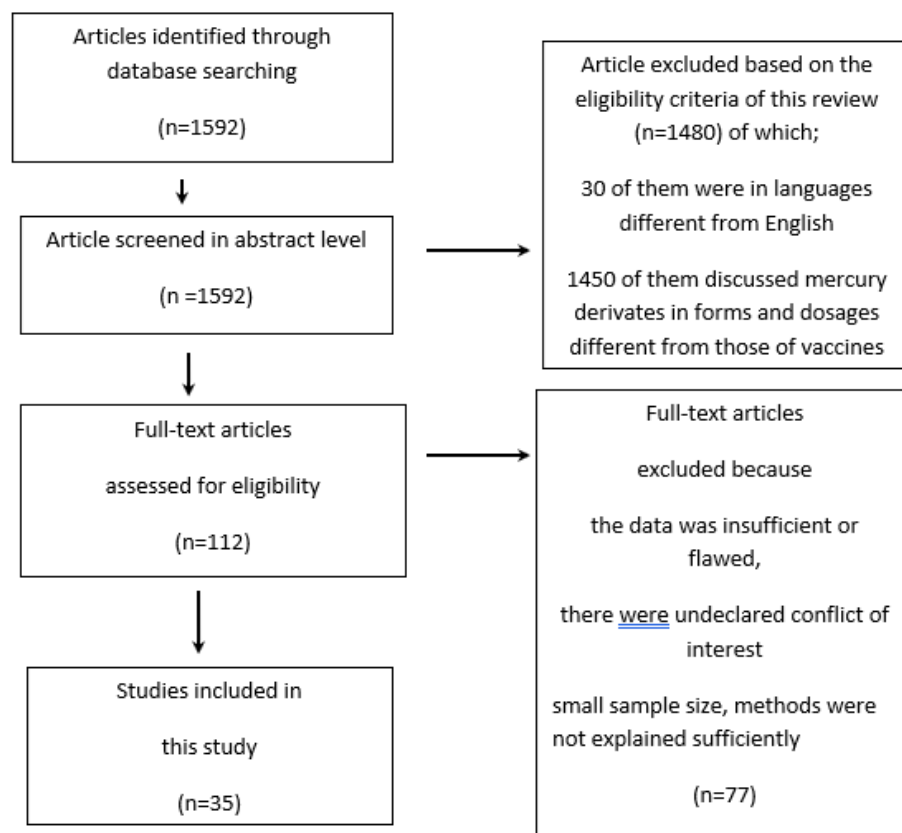 Articles identified through
database searching
(n=1592)
Article excluded based on the
eligibility criteria of this review
(n=1480) of which;
30 of them were in languages
different from English
1450 of them discussed mercury
derivates in forms and dosages
different from those of vaccines
Article screened in abstract level
(n =1592)
Full-text articles
assessed for eligibility
(n=112)
Full-text articles
excluded because
the data was insufficient or
flawed,
there were undeclared conflict of
interest
small sample size, methods were
not explained sufficiently
(n=77)
Studies included in
this study
(n=35)